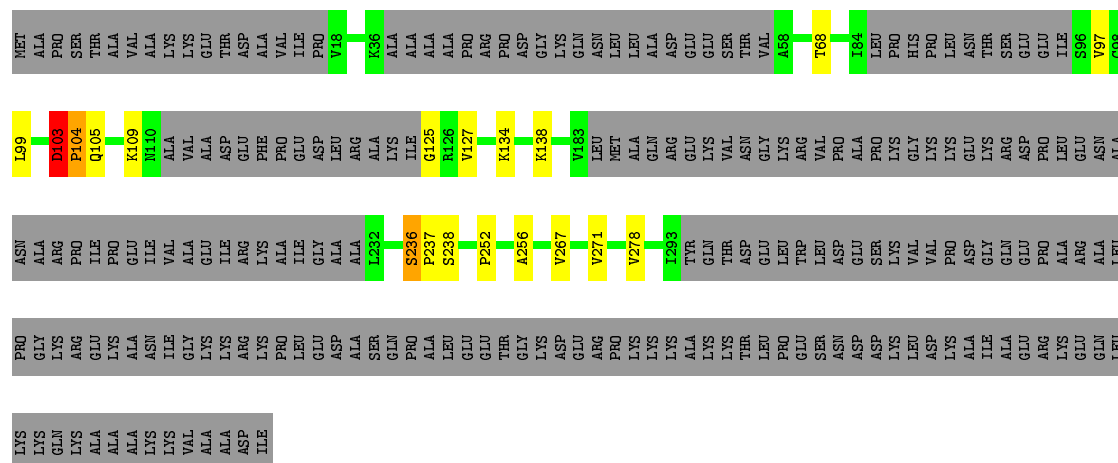 MET ALA PRO SER THR ALA VAL ALA LYS LYS GLU THR ASP ALA VAL ILE PRO V18 K36 ALA ALA ALA ALA PRO ARG PRO ASP GLY LYS GLN ASN LEU LEU ALA ASP GLU GLU SER THR VAL A58 T68 I84 LEU PRO HIS PRO LEU ASN THR SER GLU GLU ILE S96 V97
L99 D103 P104 Q105 K109 N110 ALA VAL ALA ASP GLU PHE PRO GLU ASP LEU ARG ALA LYS ILE G125 R126 V127 K134 K138 V183 LEU MET ALA GLN ARG GLU LYS VAL ASN GLY LYS ARG VAL PRO ALA PRO LYS GLY LYS LYS GLU LYS ARG ASP PRO LEU GLU ASN ALA
ASN ALA ARG PRO ILE PRO PRO GLU ILE VAL ALA GLU ILE ARG LYS ALA ILE GLY ALA ALA L232 S236 P237 S238 P252 A256 V267 V271 V278 I293 TYR GLN THR ASP GLU LEU TRP LEU ASP GLU SER LYS VAL VAL PRO ASP GLY GLN GLU PRO ALA ARG ALA LEU
PRO GLY LYS ARG GLU LYS ALA ASN ILE GLY LYS LYS ARG LYS PRO LEU GLU ASP ALA SER GLN PRO ALA LEU GLU GLU THR GLY LYS ASP GLU ARG PRO LYS LYS LYS ALA LYS LYS THR LEU PRO GLU SER ASN ASP ASP LYS LEU ASP LYS ALA ILE ALA GLU ARG LYS GLU GLN LEU
LYS LYS GLN LYS ALA ALA ALA LYS LYS VAL ALA ALA ASP ILE